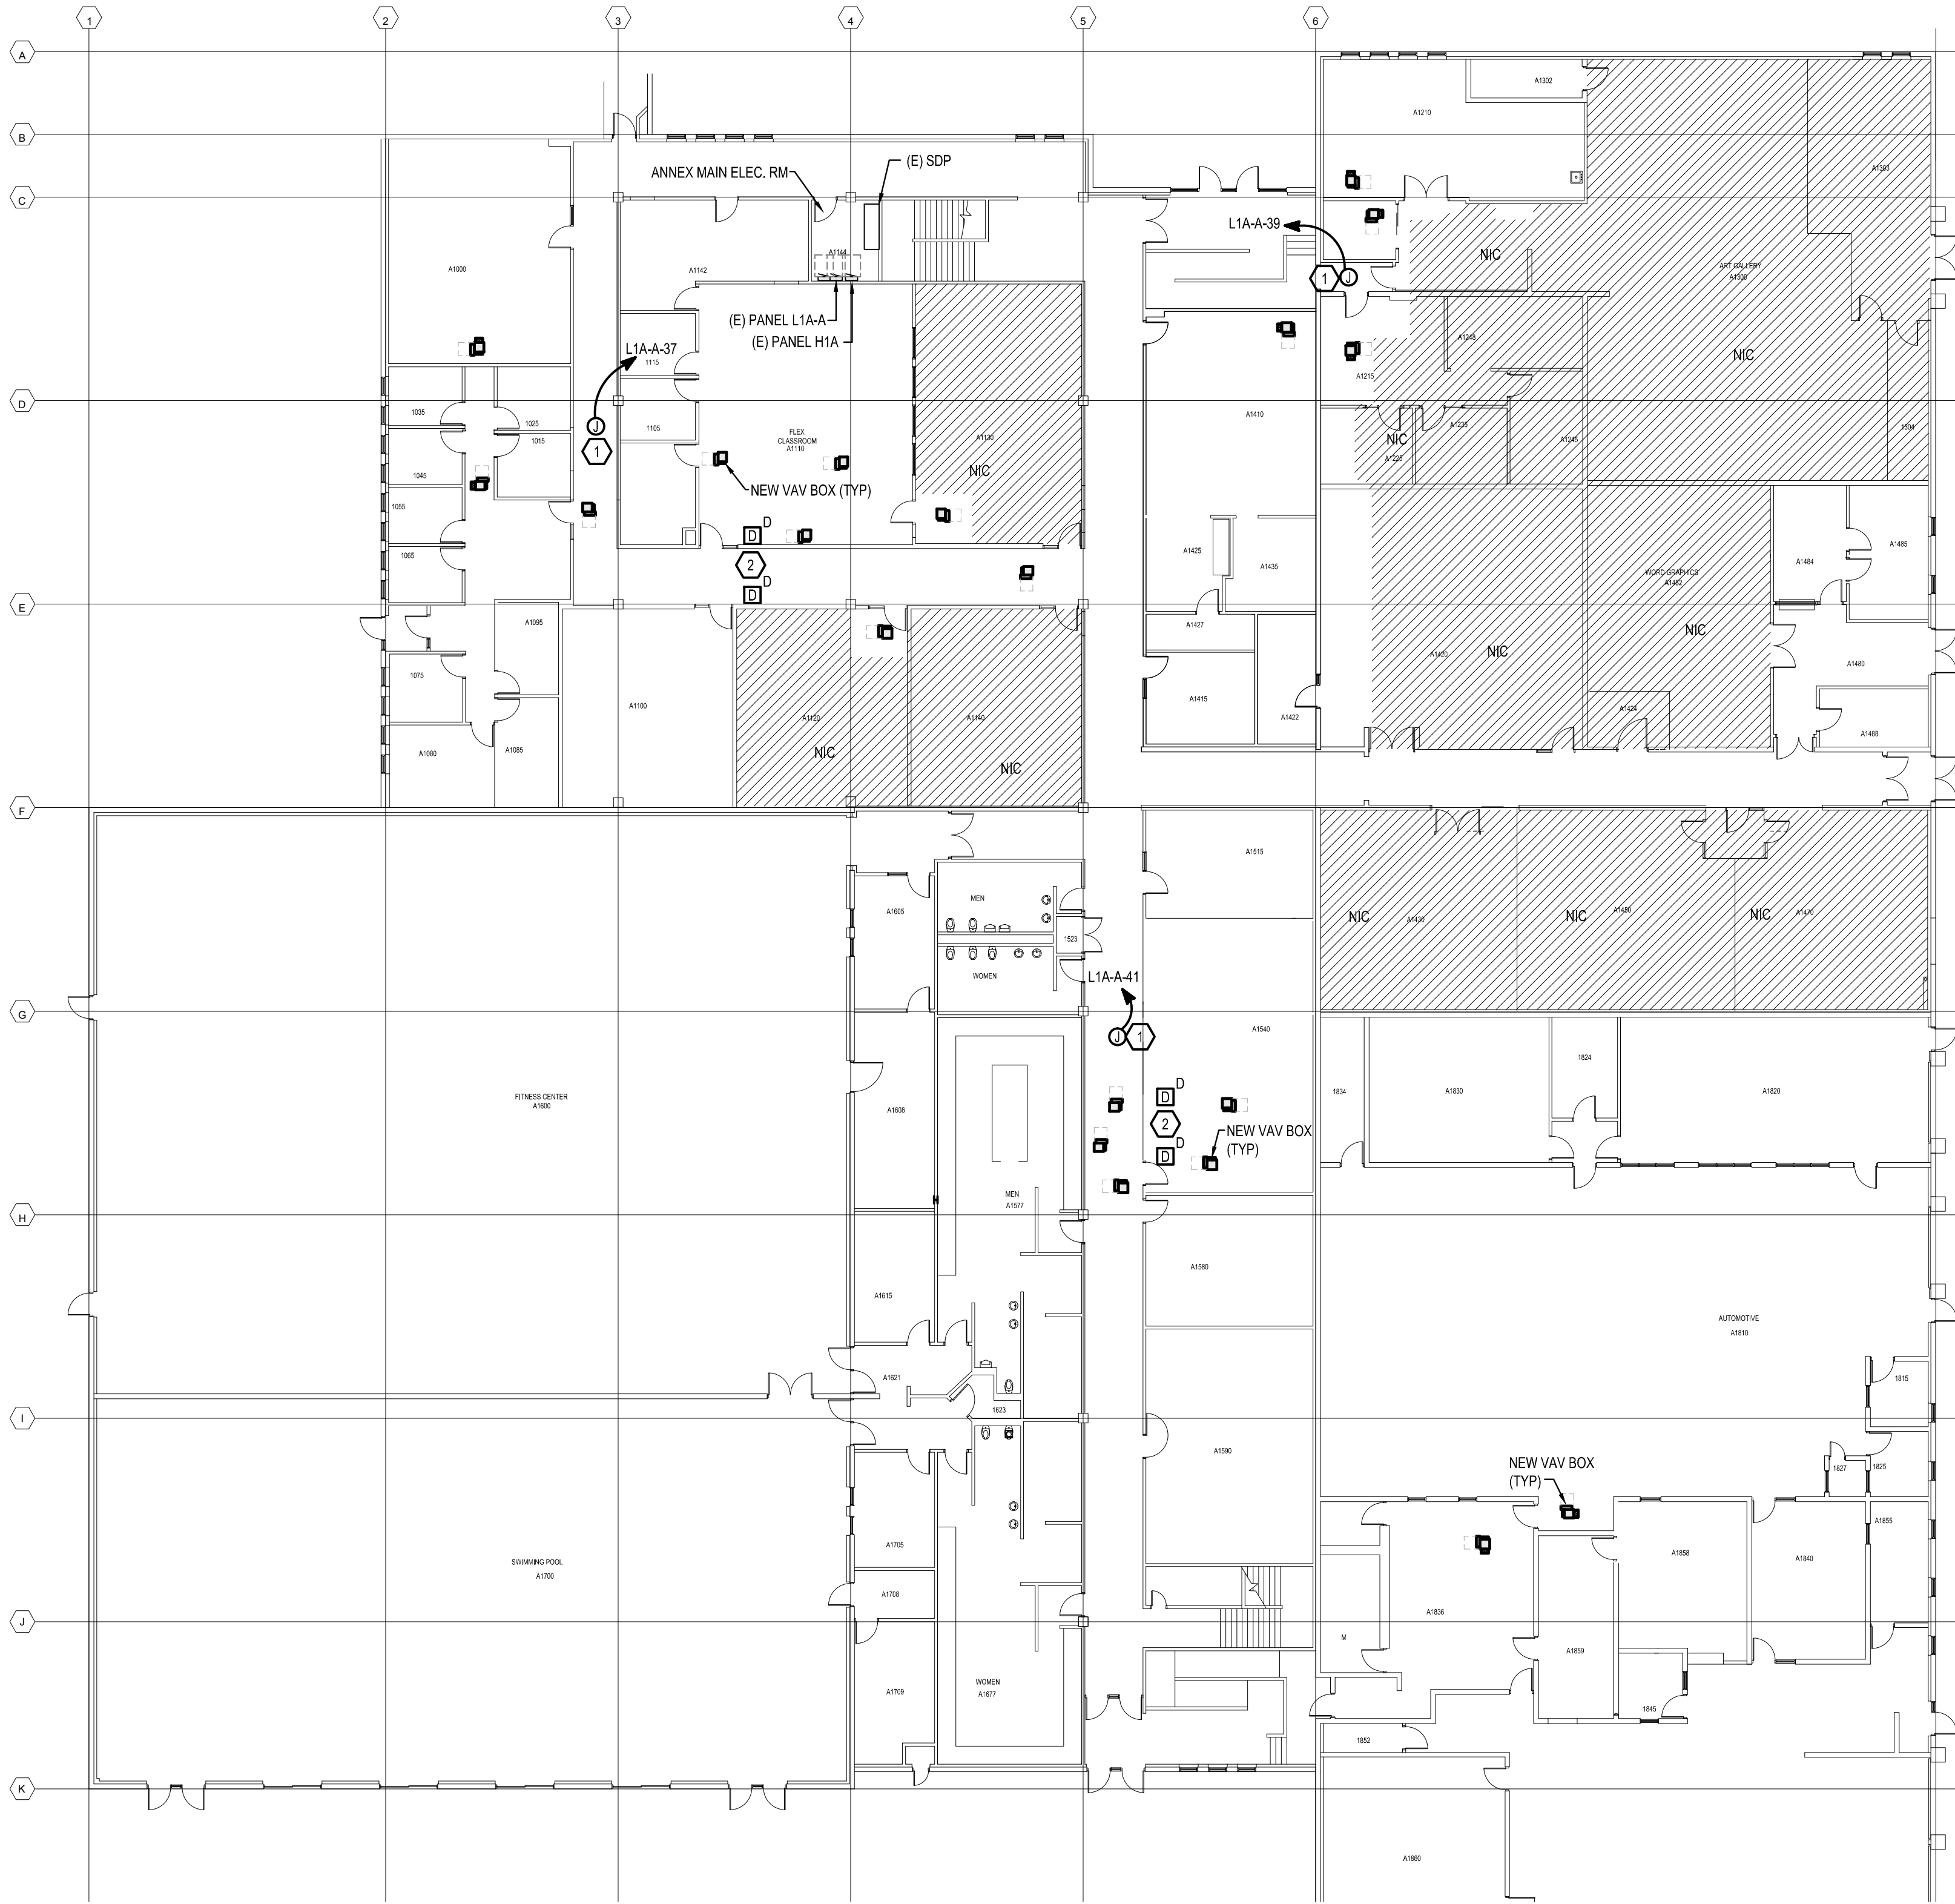 1
2
3
4
5
6
A
A1302
A1210
B
(E) SDP
ANNEX MAIN ELEC. RM
A1303
C
L1A-A-39
A1144
NIC
A1000
A1142
ART GALLERY
A1300
1
J
(E) PANEL L1A-A
(E) PANEL H1A
A1248
L1A-A-37
1115
NIC
A1215
D
1035
1025
1105
A1410
J
1015
FLEX
CLASSROOM
A1110
A1130
A1235
1304
NIC
1
A1225
A1245
NIC
1045
NEW VAV BOX (TYP)
1055
D
D
1065
A1425
A1435
A1484
A1485
2
WORD GRAPHICS
A1482
D
D
E
A1095
A1427
NIC
1075
A1420
NIC
A1480
A1100
A1120
A1140
A1415
A1422
A1424
A1080
A1085
NIC
NIC
A1488
F
A1515
A1605
MEN
NIC
A1430
NIC
A1450
NIC
A1470
1523
WOMEN
L1A-A-41
G
J
1
A1540
1824
FITNESS CENTER
A1600
A1608
D
D
1834
A1830
A1820
2
NEW VAV BOX
(TYP)
D
D
MEN
A1577
H
A1580
A1615
AUTOMOTIVE
A1810
A1621
1815
1623
I
A1590
NEW VAV BOX
(TYP)
1827
1825
A1855
A1705
A1858
A1840
SWIMMING POOL
A1700
A1708
A1836
J
M
A1859
WOMEN
A1677
A1709
1845
1852
K
A1860